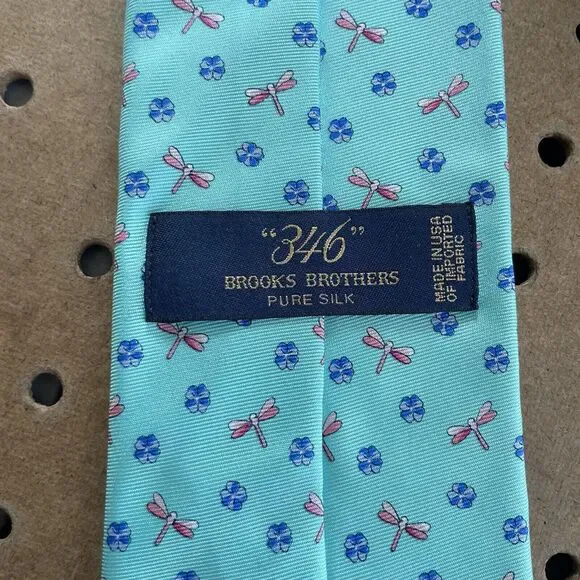 “346”
BROOKS BROTHERS
PURE SILK
MADE IN USA
OF IMPORTED
FABRIC